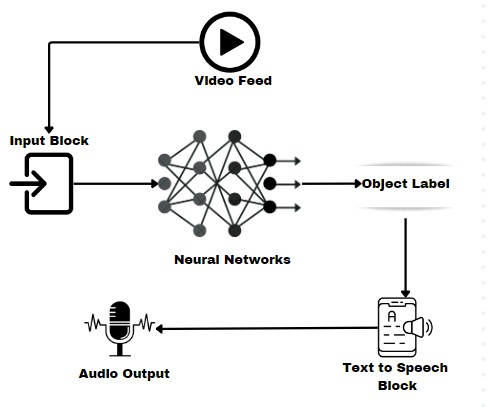 Video Feed
Input Block
Object Label
Neural Networks
A
Text to Speech
Block
Audio Output